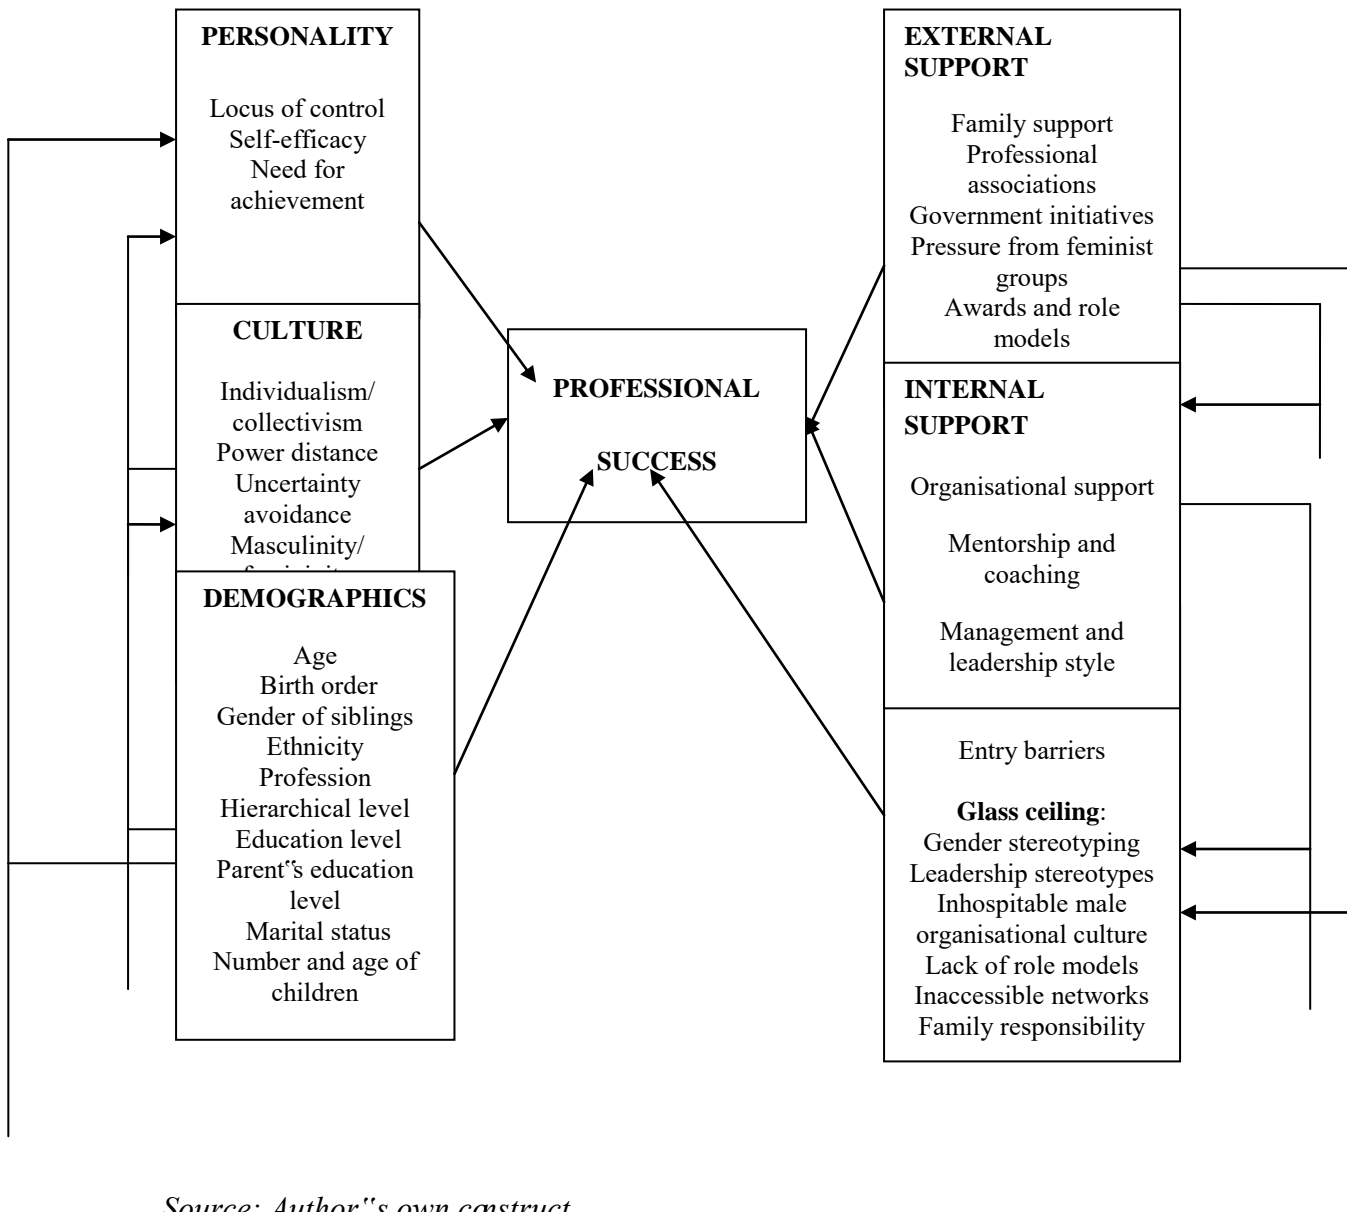 PERSONALITY
Locus of control
Self-efficacy
Need for
achievement
CULTURE
Individualism/
collectivism
Power distance
Uncertainty
avoidance
Masculinity/
DEMOGRAPHICS
Age
Birth order
Gender of siblings
Ethnicity
Profession
Hierarchical level
Education level
Parent‟s education
level
Marital status
Number and age of
children
PROFESSIONAL
SUCCESS
EXTERNAL
SUPPORT
Family support
Professional
associations
Government initiatives
Pressure from feminist
groups
Awards and role
models
INTERNAL
SUPPORT
Organisational support
Mentorship and
coaching
Management and
leadership style
Entry barriers
Glass ceiling:
Gender stereotyping
Leadership stereotypes
Inhospitable male
organisational culture
Lack of role models
Inaccessible networks
Family responsibility
Source: Author‟s own construct